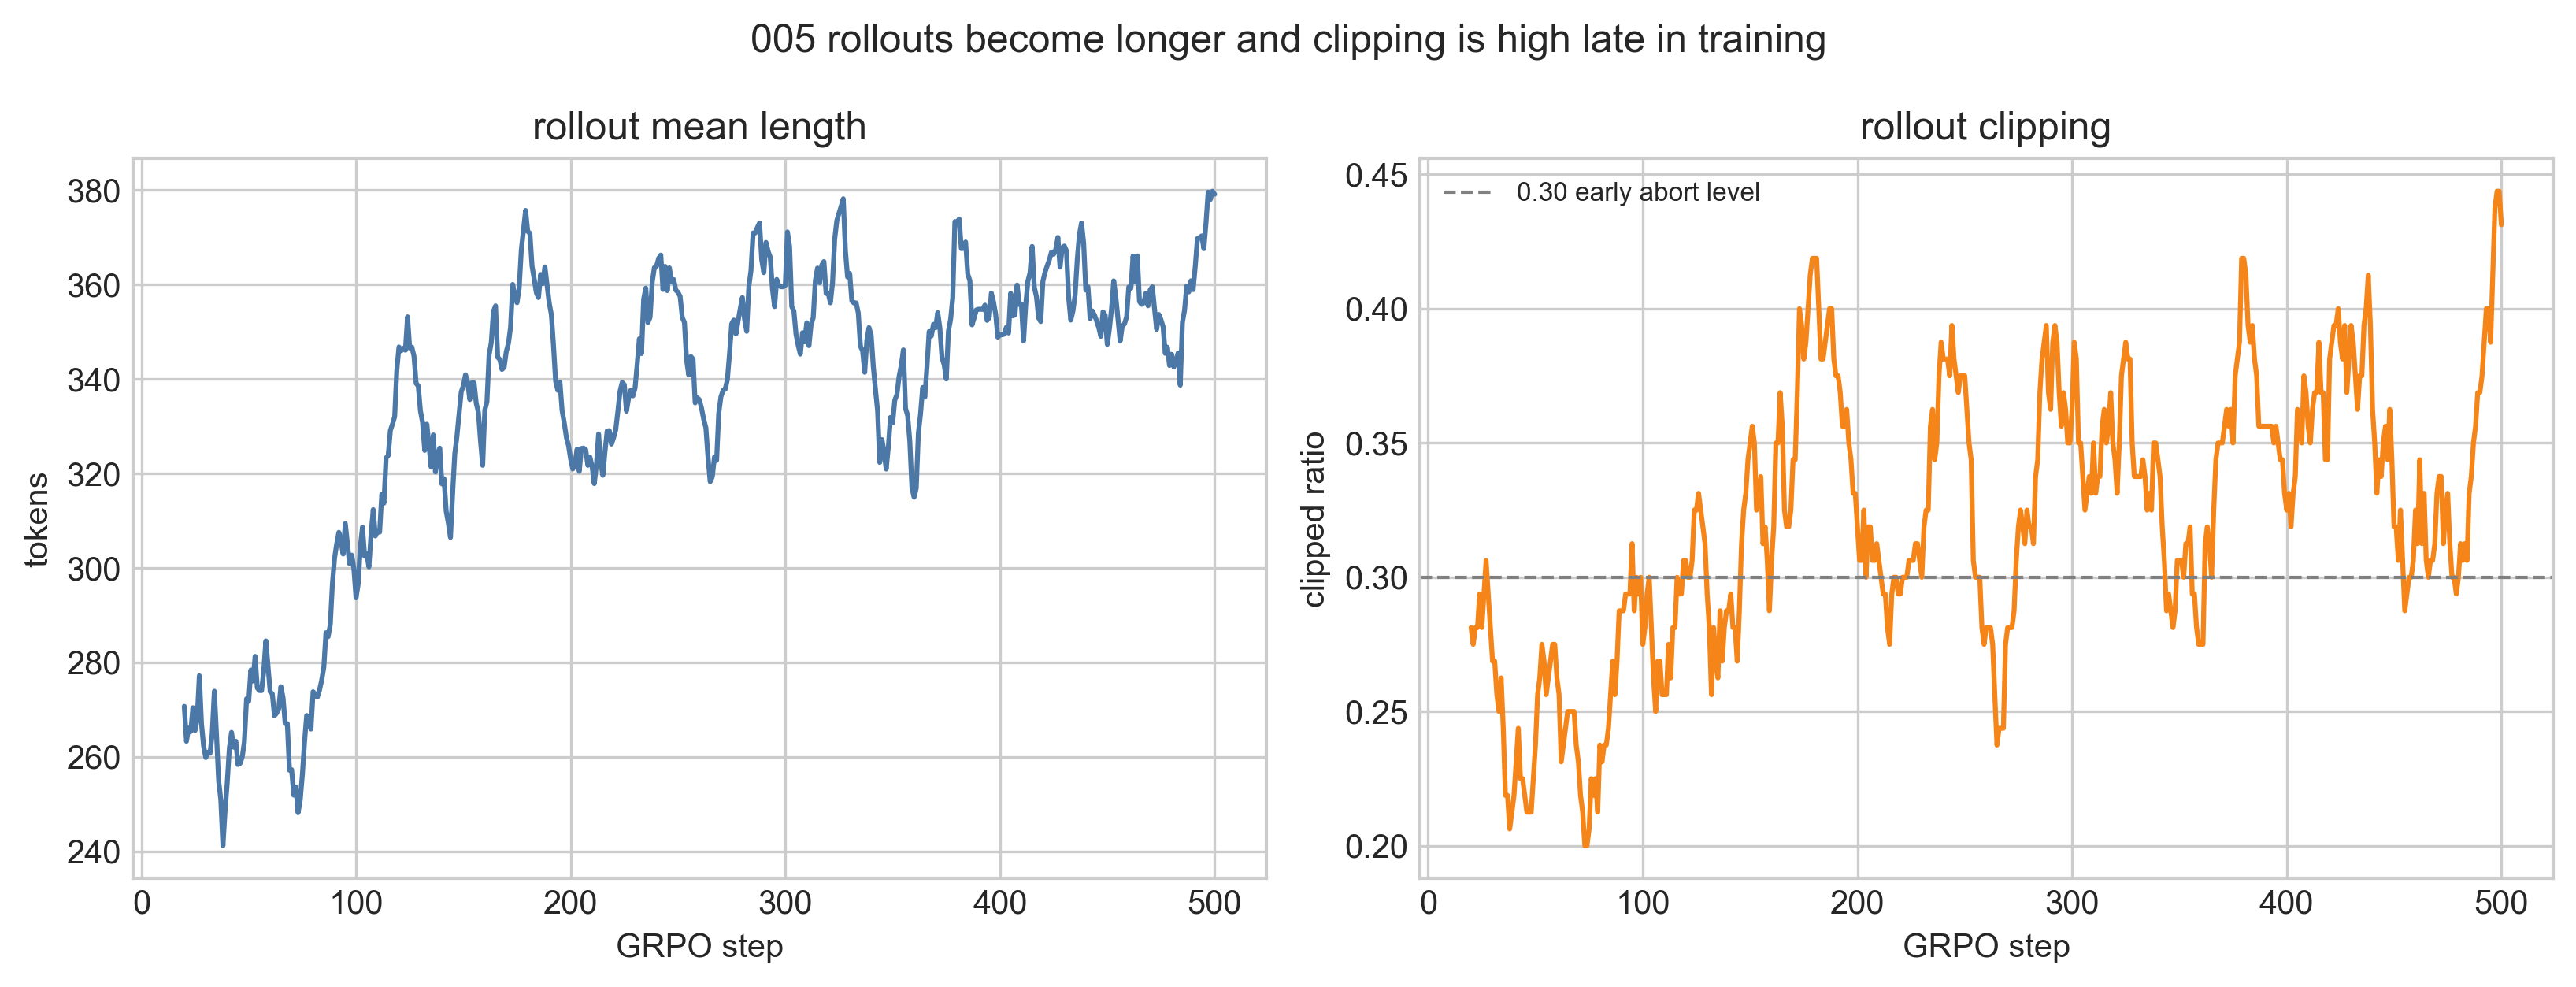 005 rollouts become longer and clipping is high late in training
rollout mean length
tokens
380
360
340
320
300
280
260
240
0 100 200 300 400 500
GRPO step
rollout clipping
0.30 early abort level
clipped ratio
0.45
0.40
0.35
0.30
0.25
0.20
0 100 200 300 400 500
GRPO step